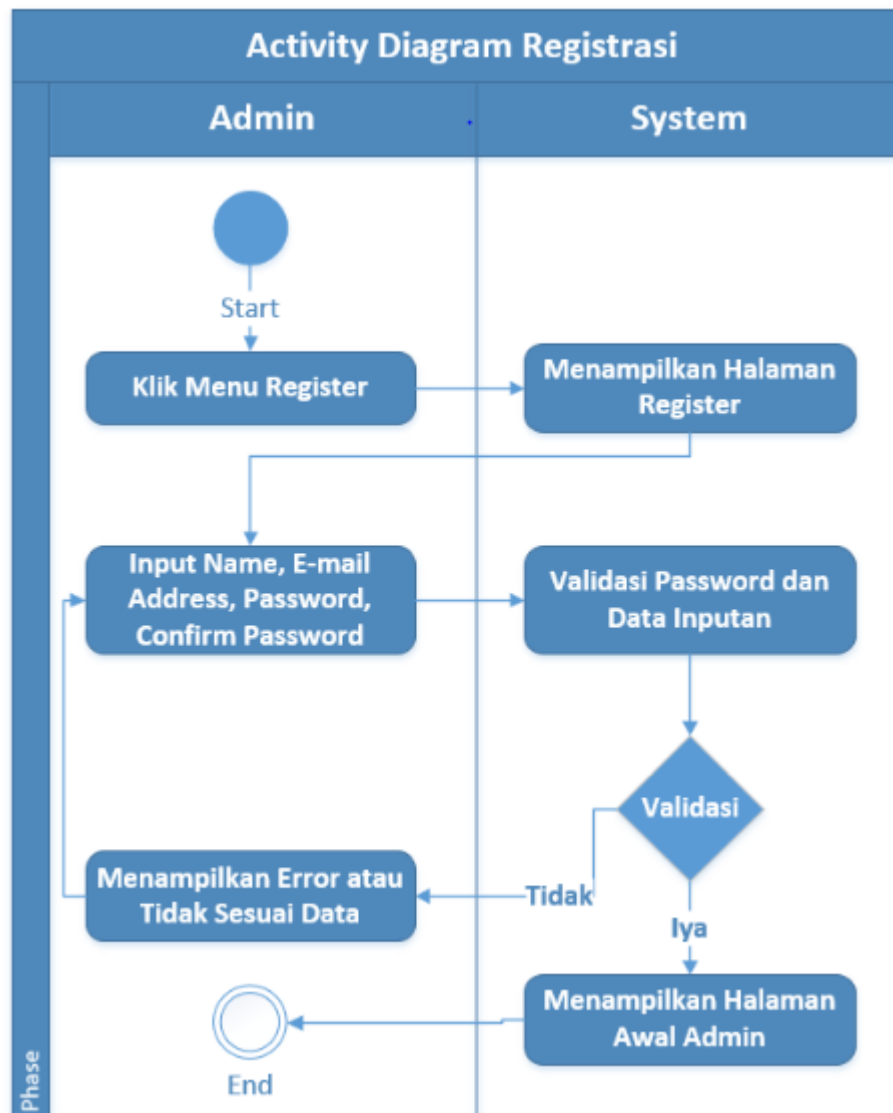 Activity Diagram Registrasi
Admin
System
Start
Klik Menu Register
Menampilkan Halaman
Register
Input Name, E-mail
Address, Password,
Confirm Password
Validasi Password dan
Data Inputan
Validasi
Menampilkan Error atau
Tidak Sesuai Data
Tidak
Iya
Menampilkan Halaman
Awal Admin
End
Phase